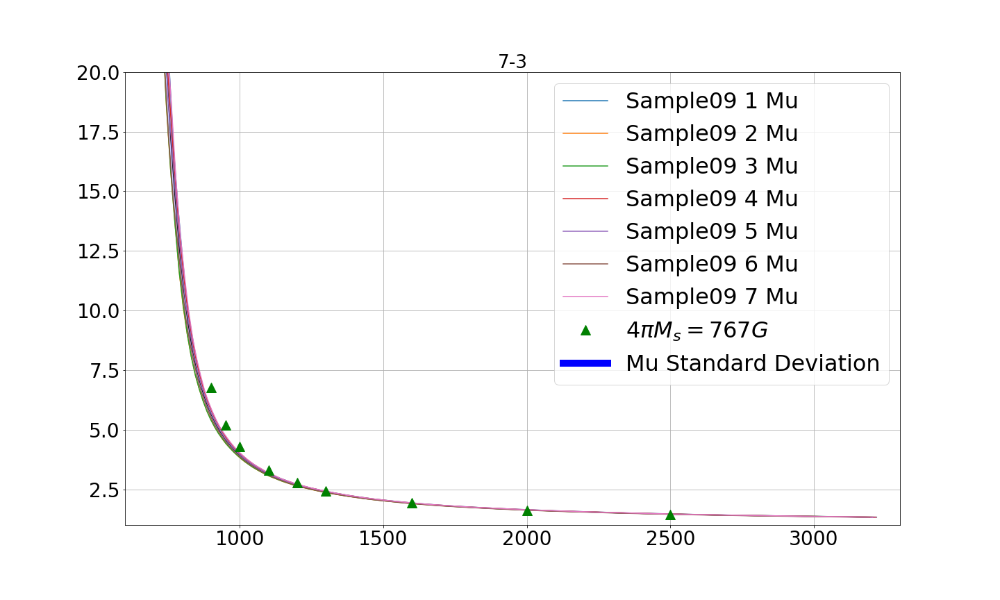 7-3
20.0
17.5
15.0
12.5
10.0
7.5
5.0
2.5
1000 1500 2000 2500 3000
Sample09 1 Mu
Sample09 2 Mu
Sample09 3 Mu
Sample09 4 Mu
Sample09 5 Mu
Sample09 6 Mu
Sample09 7 Mu
4πMₛ = 767G
Mu Standard Deviation